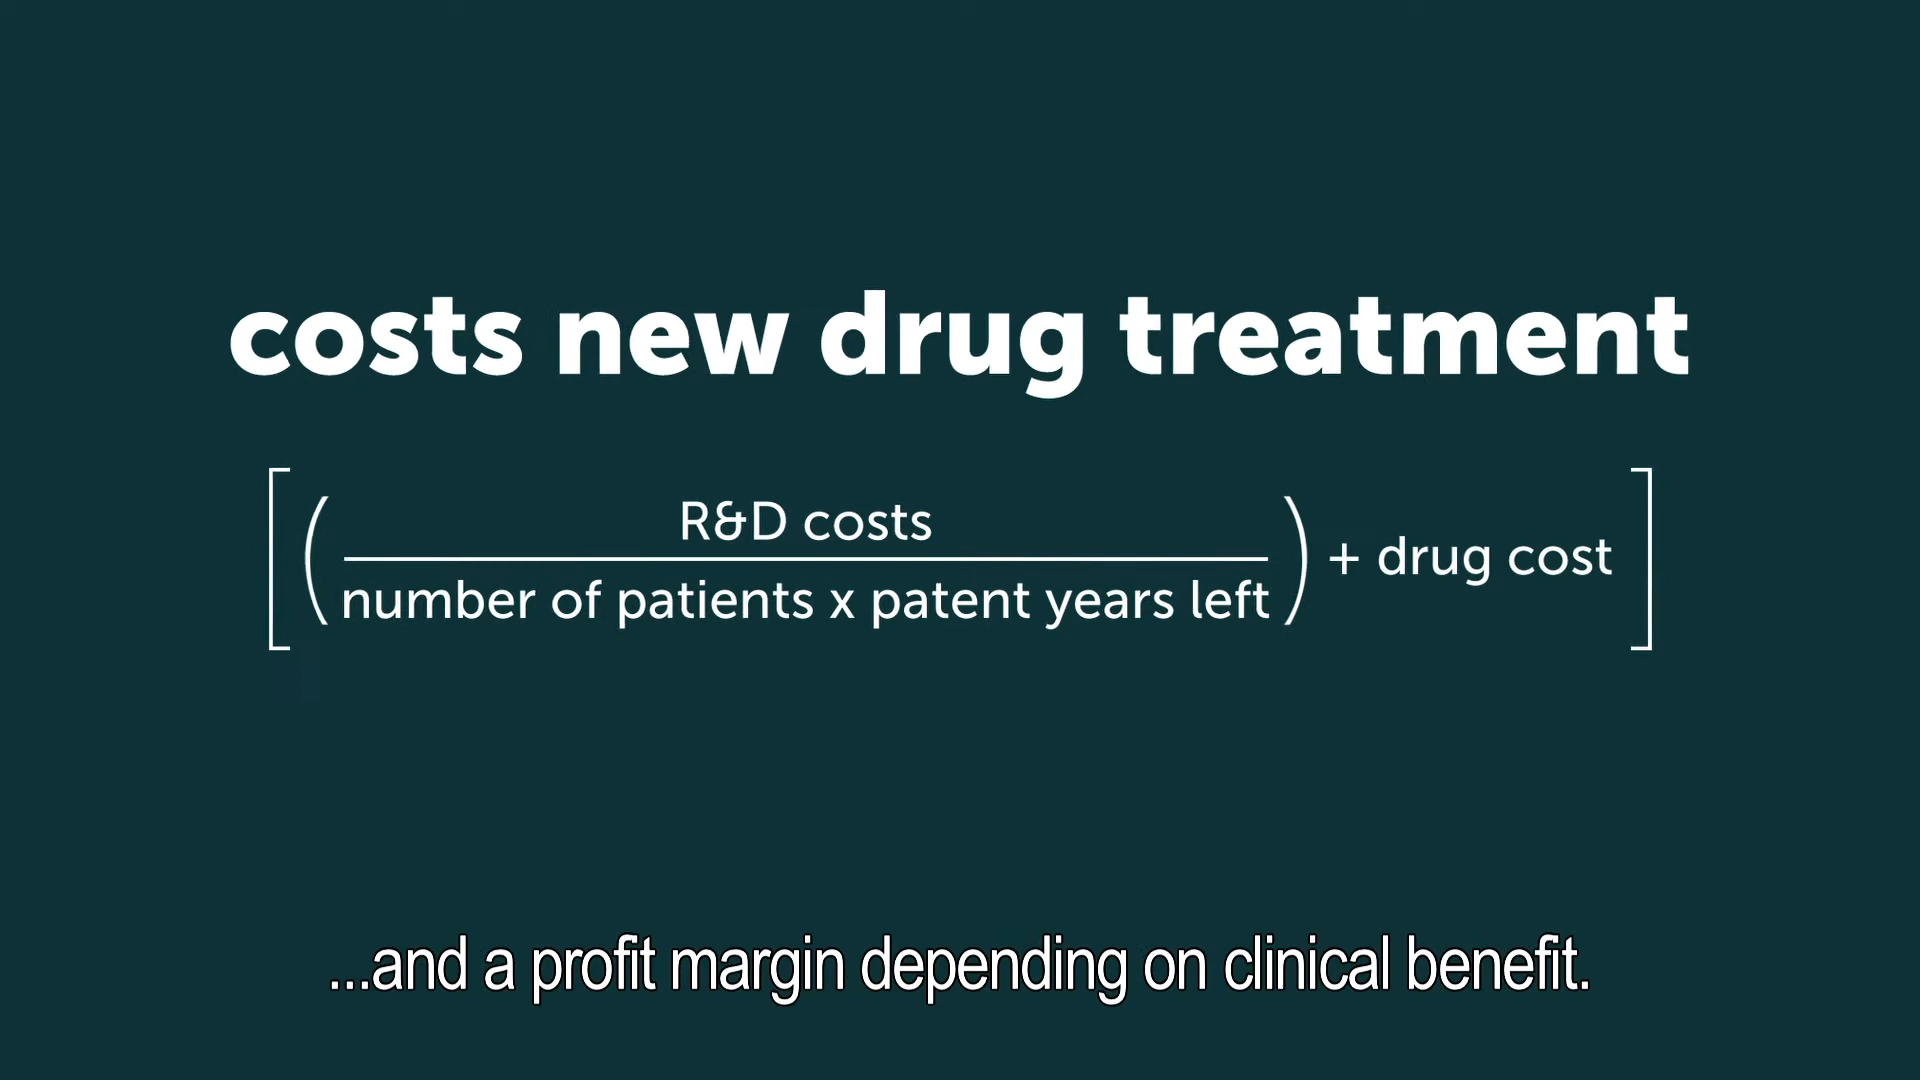 costs new drug treatment
[(R&D costs
number of patients x patent years left) + drug cost]
...and a profit margin depending on clinical benefit.